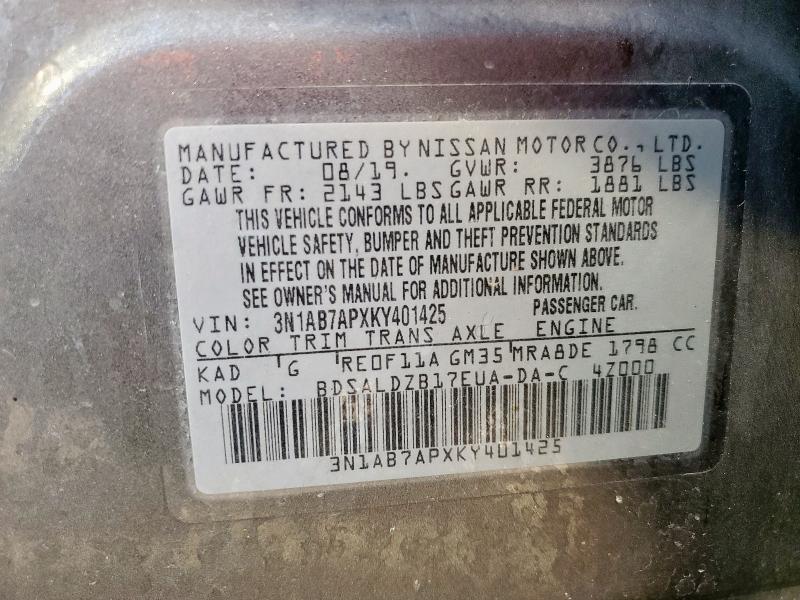 MANUFACTURED BY NISSAN MOTOR CO., LTD.
DATE: 08/19. GVWR: 3876 LBS
GAWR FR: 2143 LBS GAWR RR: 1881 LBS
THIS VEHICLE CONFORMS TO ALL APPLICABLE FEDERAL MOTOR
VEHICLE SAFETY, BUMPER AND THEFT PREVENTION STANDARDS
IN EFFECT ON THE DATE OF MANUFACTURE SHOWN ABOVE.
SEE OWNER'S MANUAL FOR ADDITIONAL INFORMATION.
VIN: 3N1AB7APXKY401425 PASSENGER CAR.
COLOR TRIM TRANS AXLE ENGINE
KAD G RE0F11A GM35 MRA8DE 1798 CC
MODEL: BDSALDZB17EUA-DA-C 4Z000
3N1AB7APXKY401425